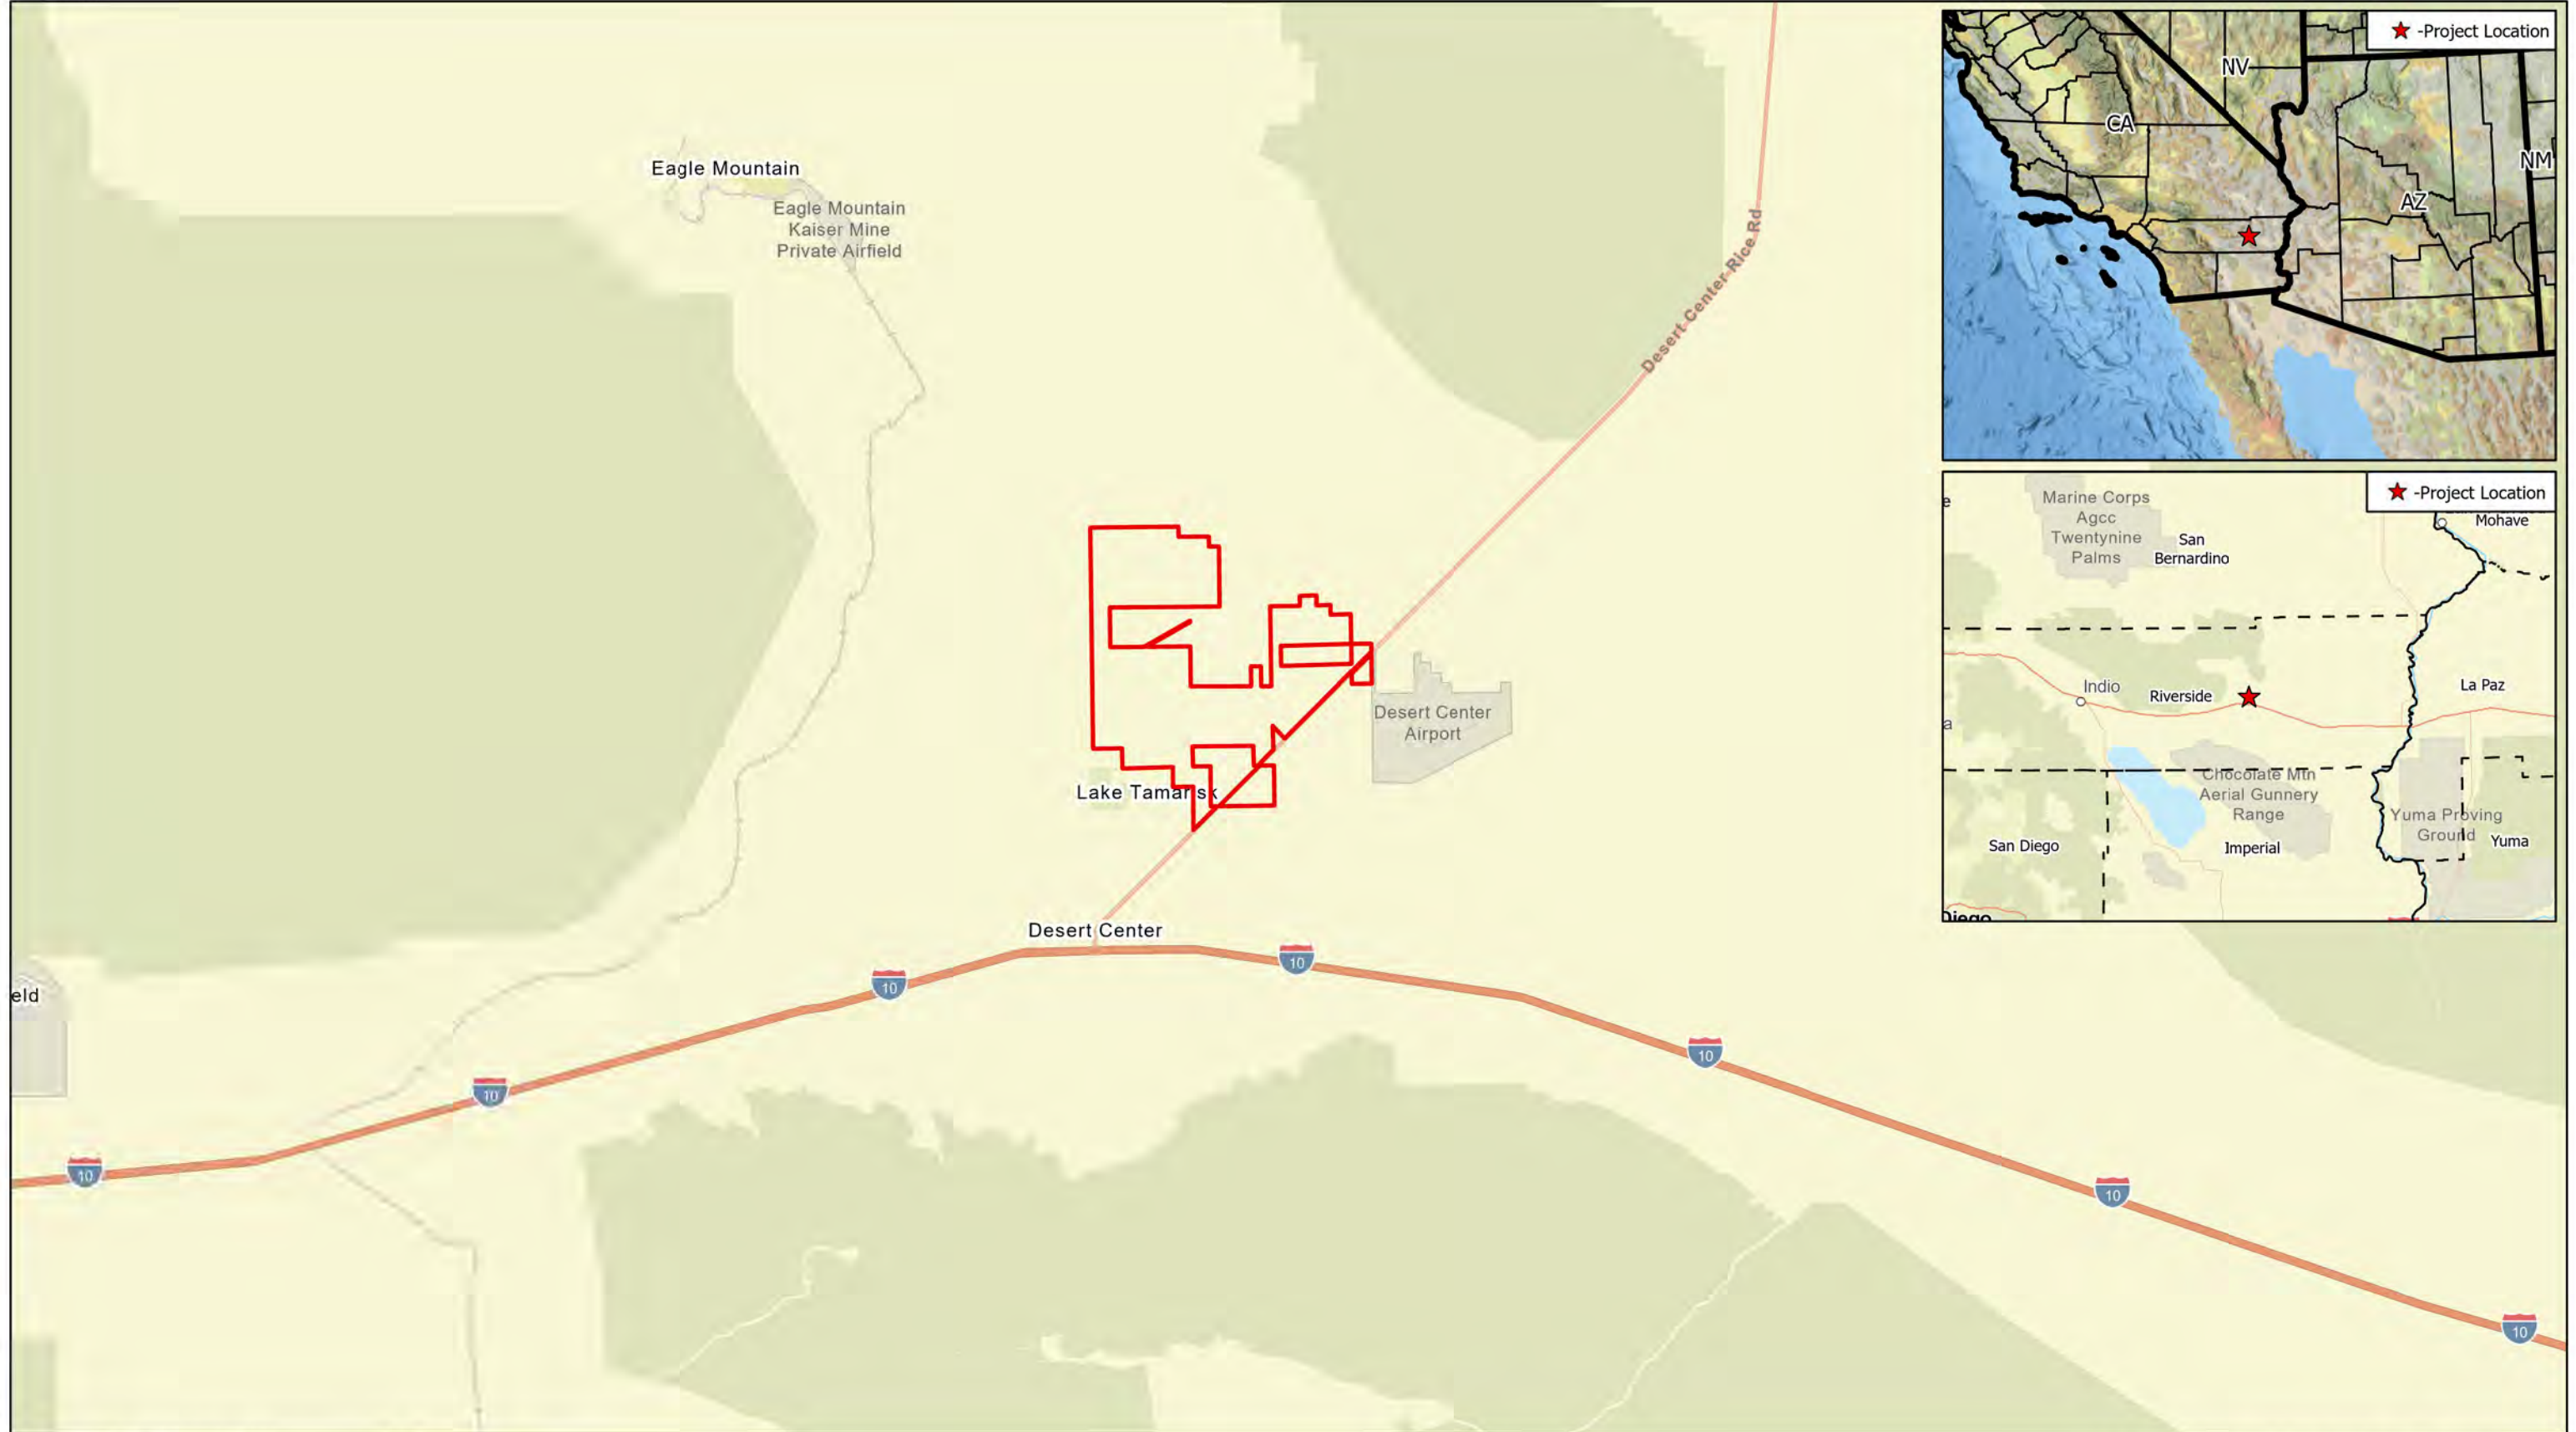 Eagle Mountain
Eagle Mountain
Kaiser Mine
Private Airfield
Desert Center Rice Rd
Desert Center
Airport
Lake Tamarisk
Desert Center
eld
10
10
10
10
10
10
10
-Project Location
NV
CA
AZ
NM
-Project Location
e
Marine Corps
Agcc
Twentynine
Palms
San
Bernardino
Mohave
Indio
Riverside
La Paz
a
Chocolate Mtn
Aerial Gunnery
Range
Yuma Proving
Ground
Yuma
San Diego
Imperial
Diego